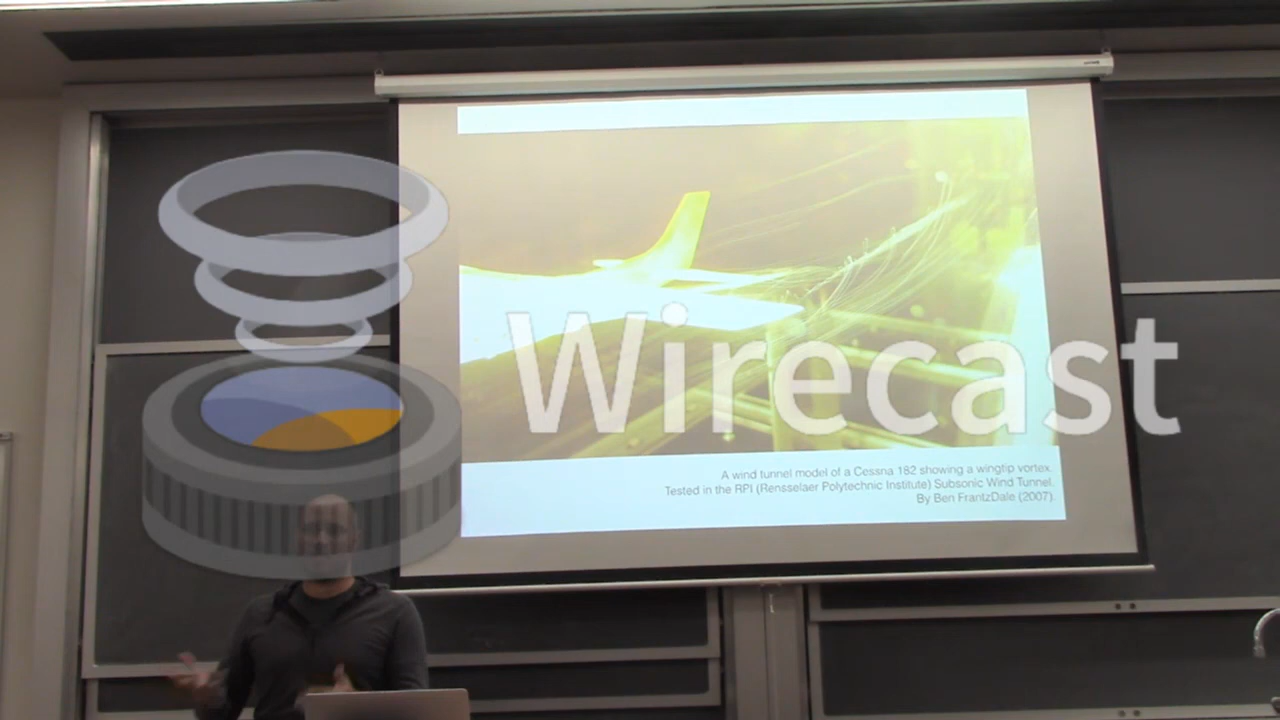 Wirecast
A wind tunnel model of a Cessna 182 showing a wingtip vortex.
Tested in the RPI (Rensselaer Polytechnic Institute) Subsonic Wind Tunnel.
By Ben FrantzDale (2007).